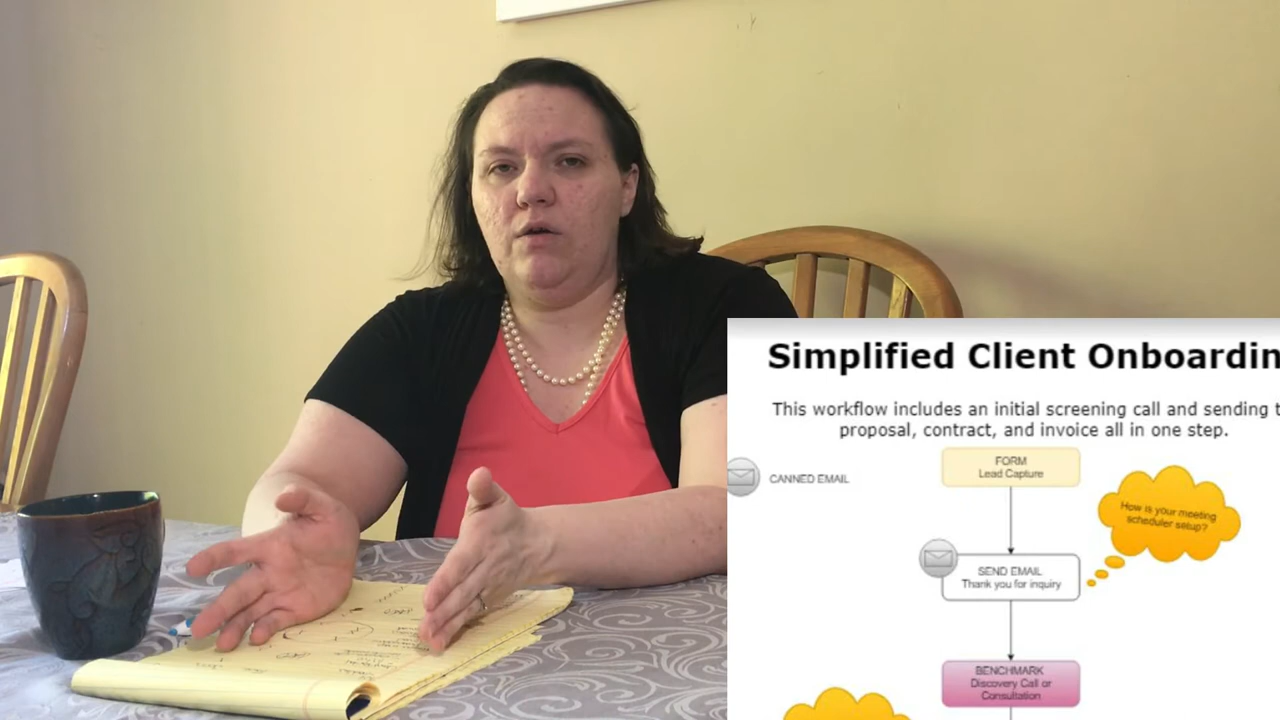 Simplified Client Onboardin
This workflow includes an initial screening call and sending t
proposal, contract, and invoice all in one step.
CANNED EMAIL
FORM
Lead Capture
How is your meeting
scheduler setup?
SEND EMAIL
Thank you for inquiry
BENCHMARK
Discovery Call or
Consultation